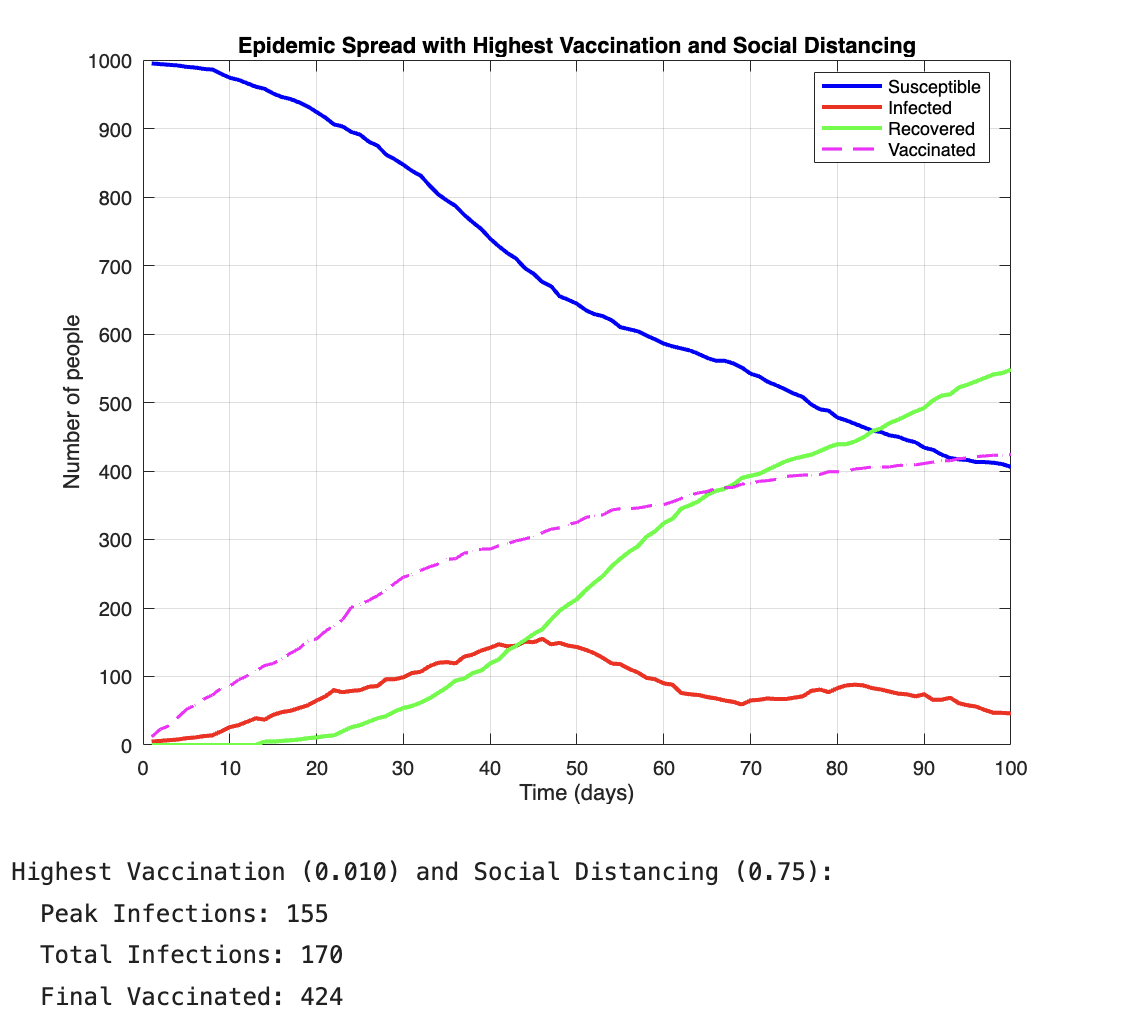 Epidemic Spread with Highest Vaccination and Social Distancing
1000
900
800
700
600
500
400
300
200
100
0
Number of people
Susceptible
Infected
Recovered
Vaccinated
0 10 20 30 40 50 60 70 80 90 100
Time (days)
Highest Vaccination (0.010) and Social Distancing (0.75):
Peak Infections: 155
Total Infections: 170
Final Vaccinated: 424